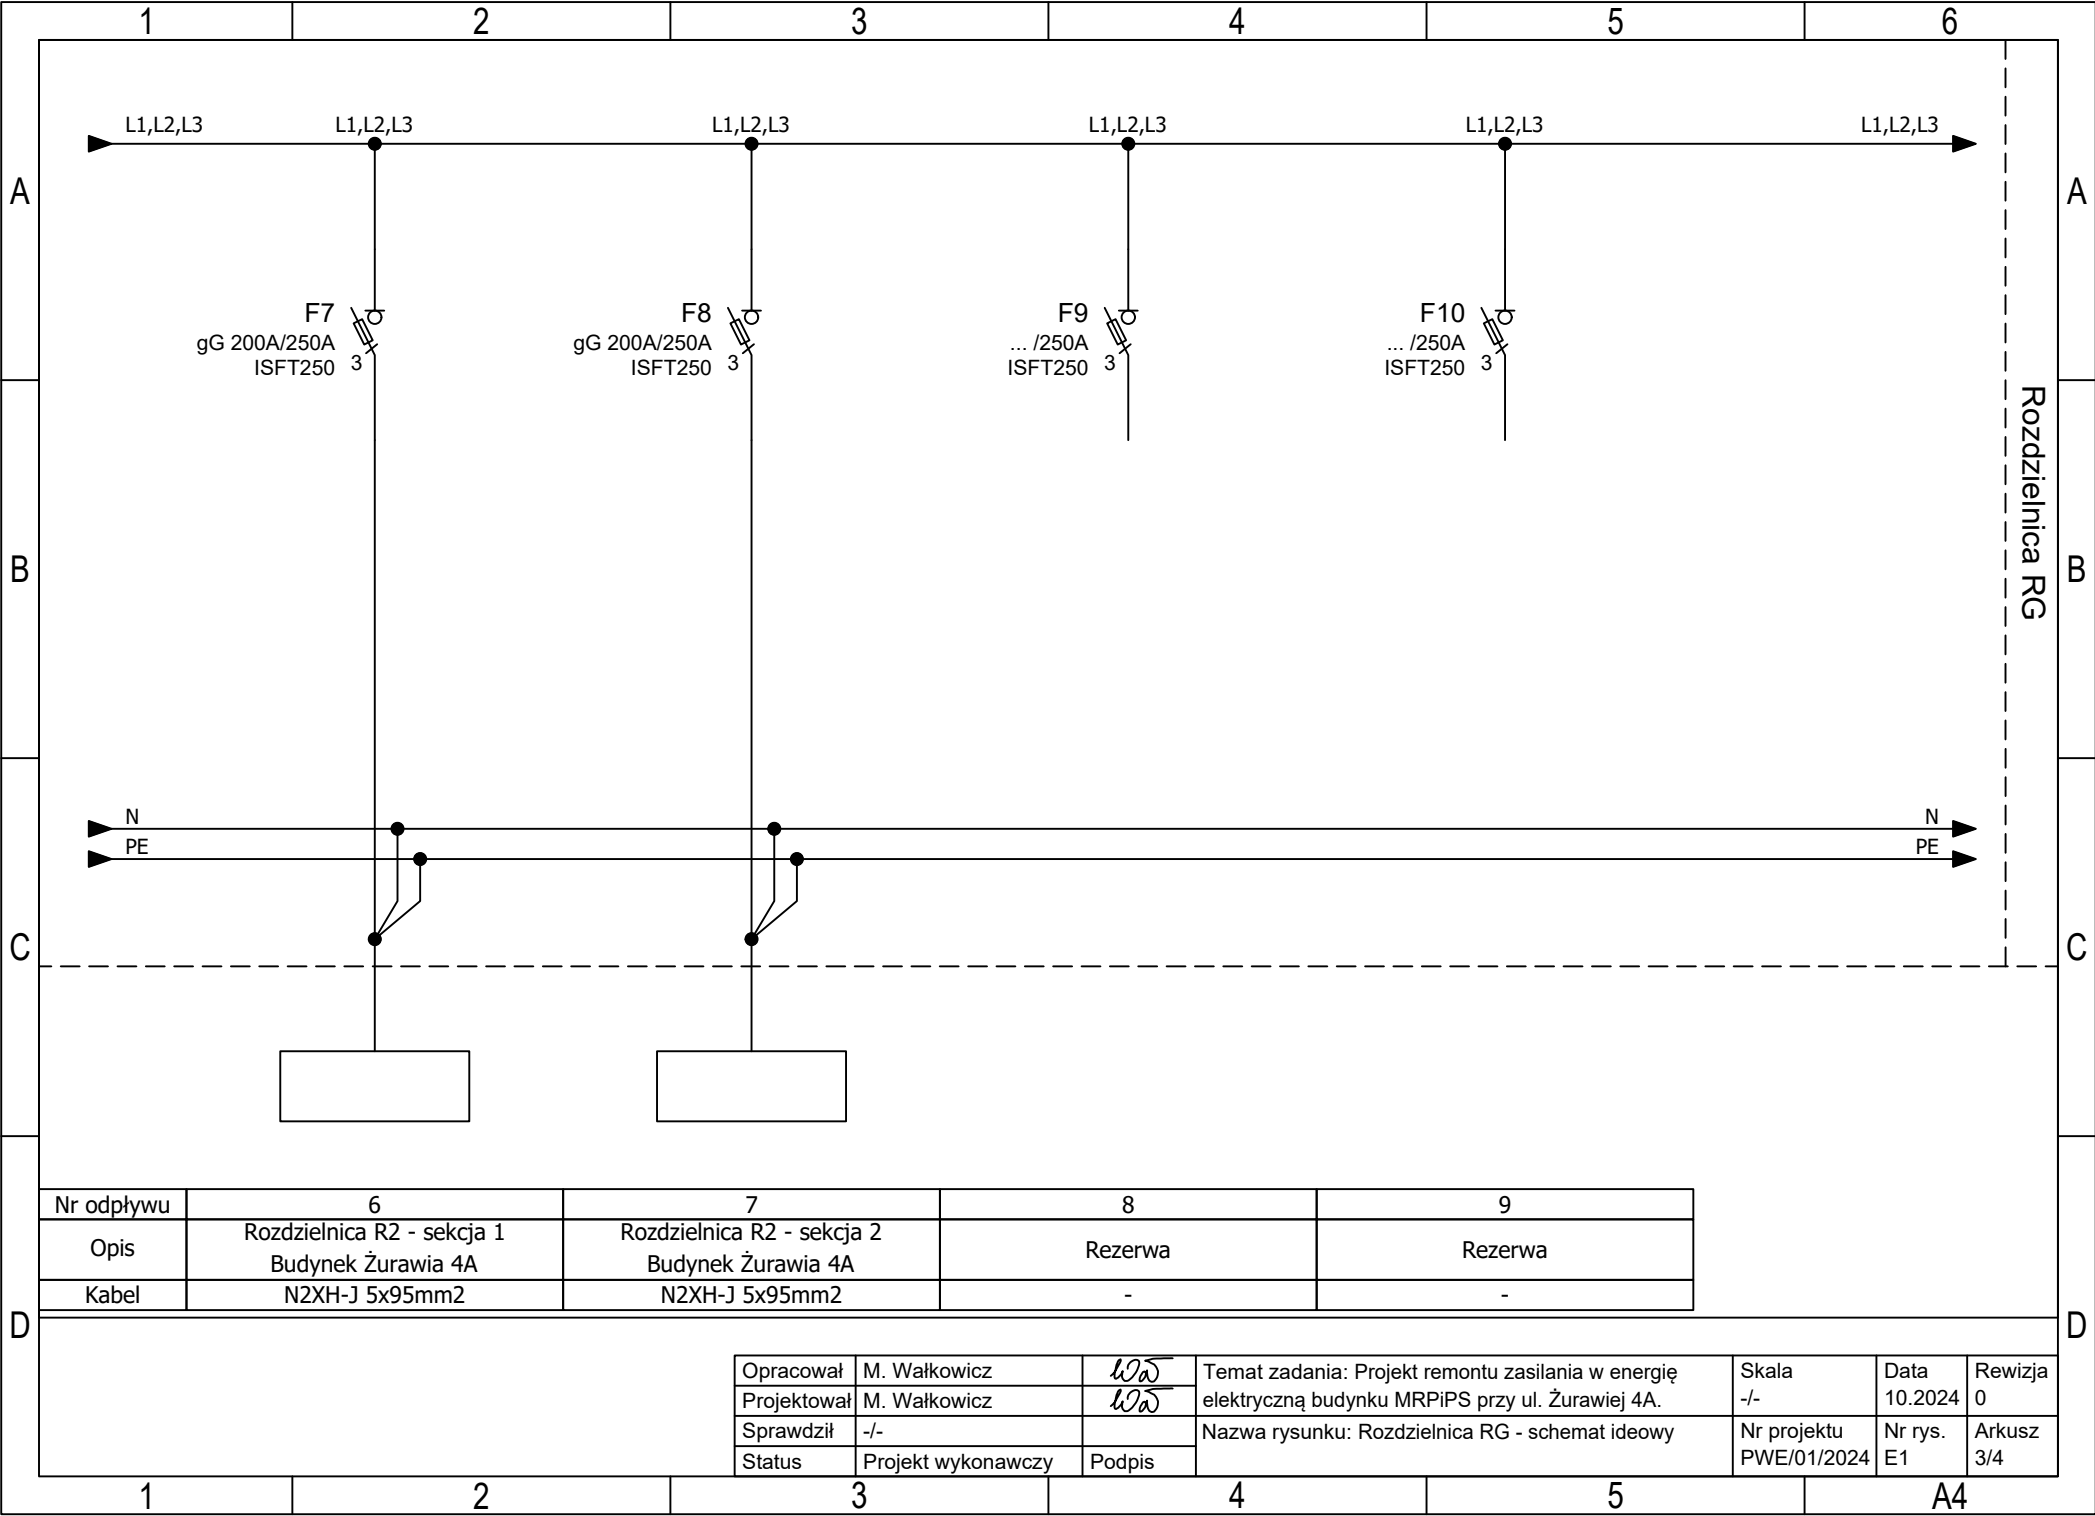 1 2 3 4 5 6
L1,L2,L3 L1,L2,L3 L1,L2,L3 L1,L2,L3 L1,L2,L3 L1,L2,L3
A A
F7 F8 F9 F10
gG 200A/250A gG 200A/250A ... /250A ... /250A
ISFT250 3 ISFT250 3 ISFT250 3 ISFT250 3
Rozdzielnica RG
B B
N N
PE PE
C C
Nr odpływu 6 7 8 9
Opis Rozdzielnica R2 - sekcja 1 Rozdzielnica R2 - sekcja 2 Rezerwa Rezerwa
Budynek Żurawia 4A Budynek Żurawia 4A
Kabel N2XH-J 5x95mm2 N2XH-J 5x95mm2 - -
D D
Opracował M. Wałkowicz Temat zadania: Projekt remontu zasilania w energię Skala Data Rewizja
Projektował M. Wałkowicz elektryczną budynku MRPiPS przy ul. Żurawiej 4A. -/- 10.2024 0
Sprawdził -/- Nazwa rysunku: Rozdzielnica RG - schemat ideowy Nr projektu Nr rys. Arkusz
Status Projekt wykonawczy Podpis PWE/01/2024 E1 3/4
1 2 3 4 5 A4